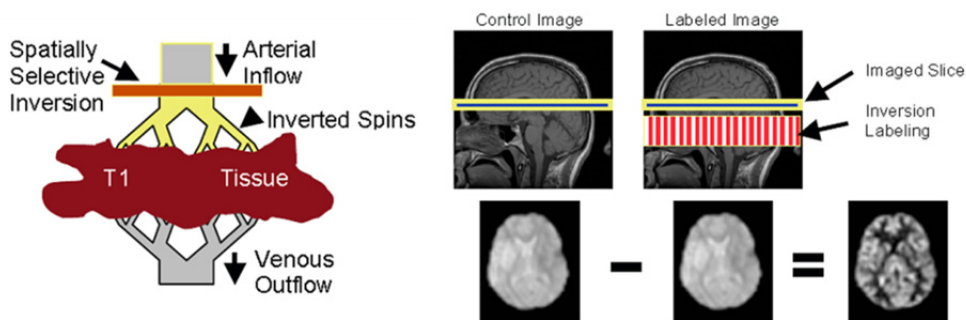 Spatially
Selective
Inversion
Arterial
Inflow
Inverted Spins
T1
Tissue
Venous
Outflow
Control Image
Labeled Image
Imaged Slice
Inversion
Labeling